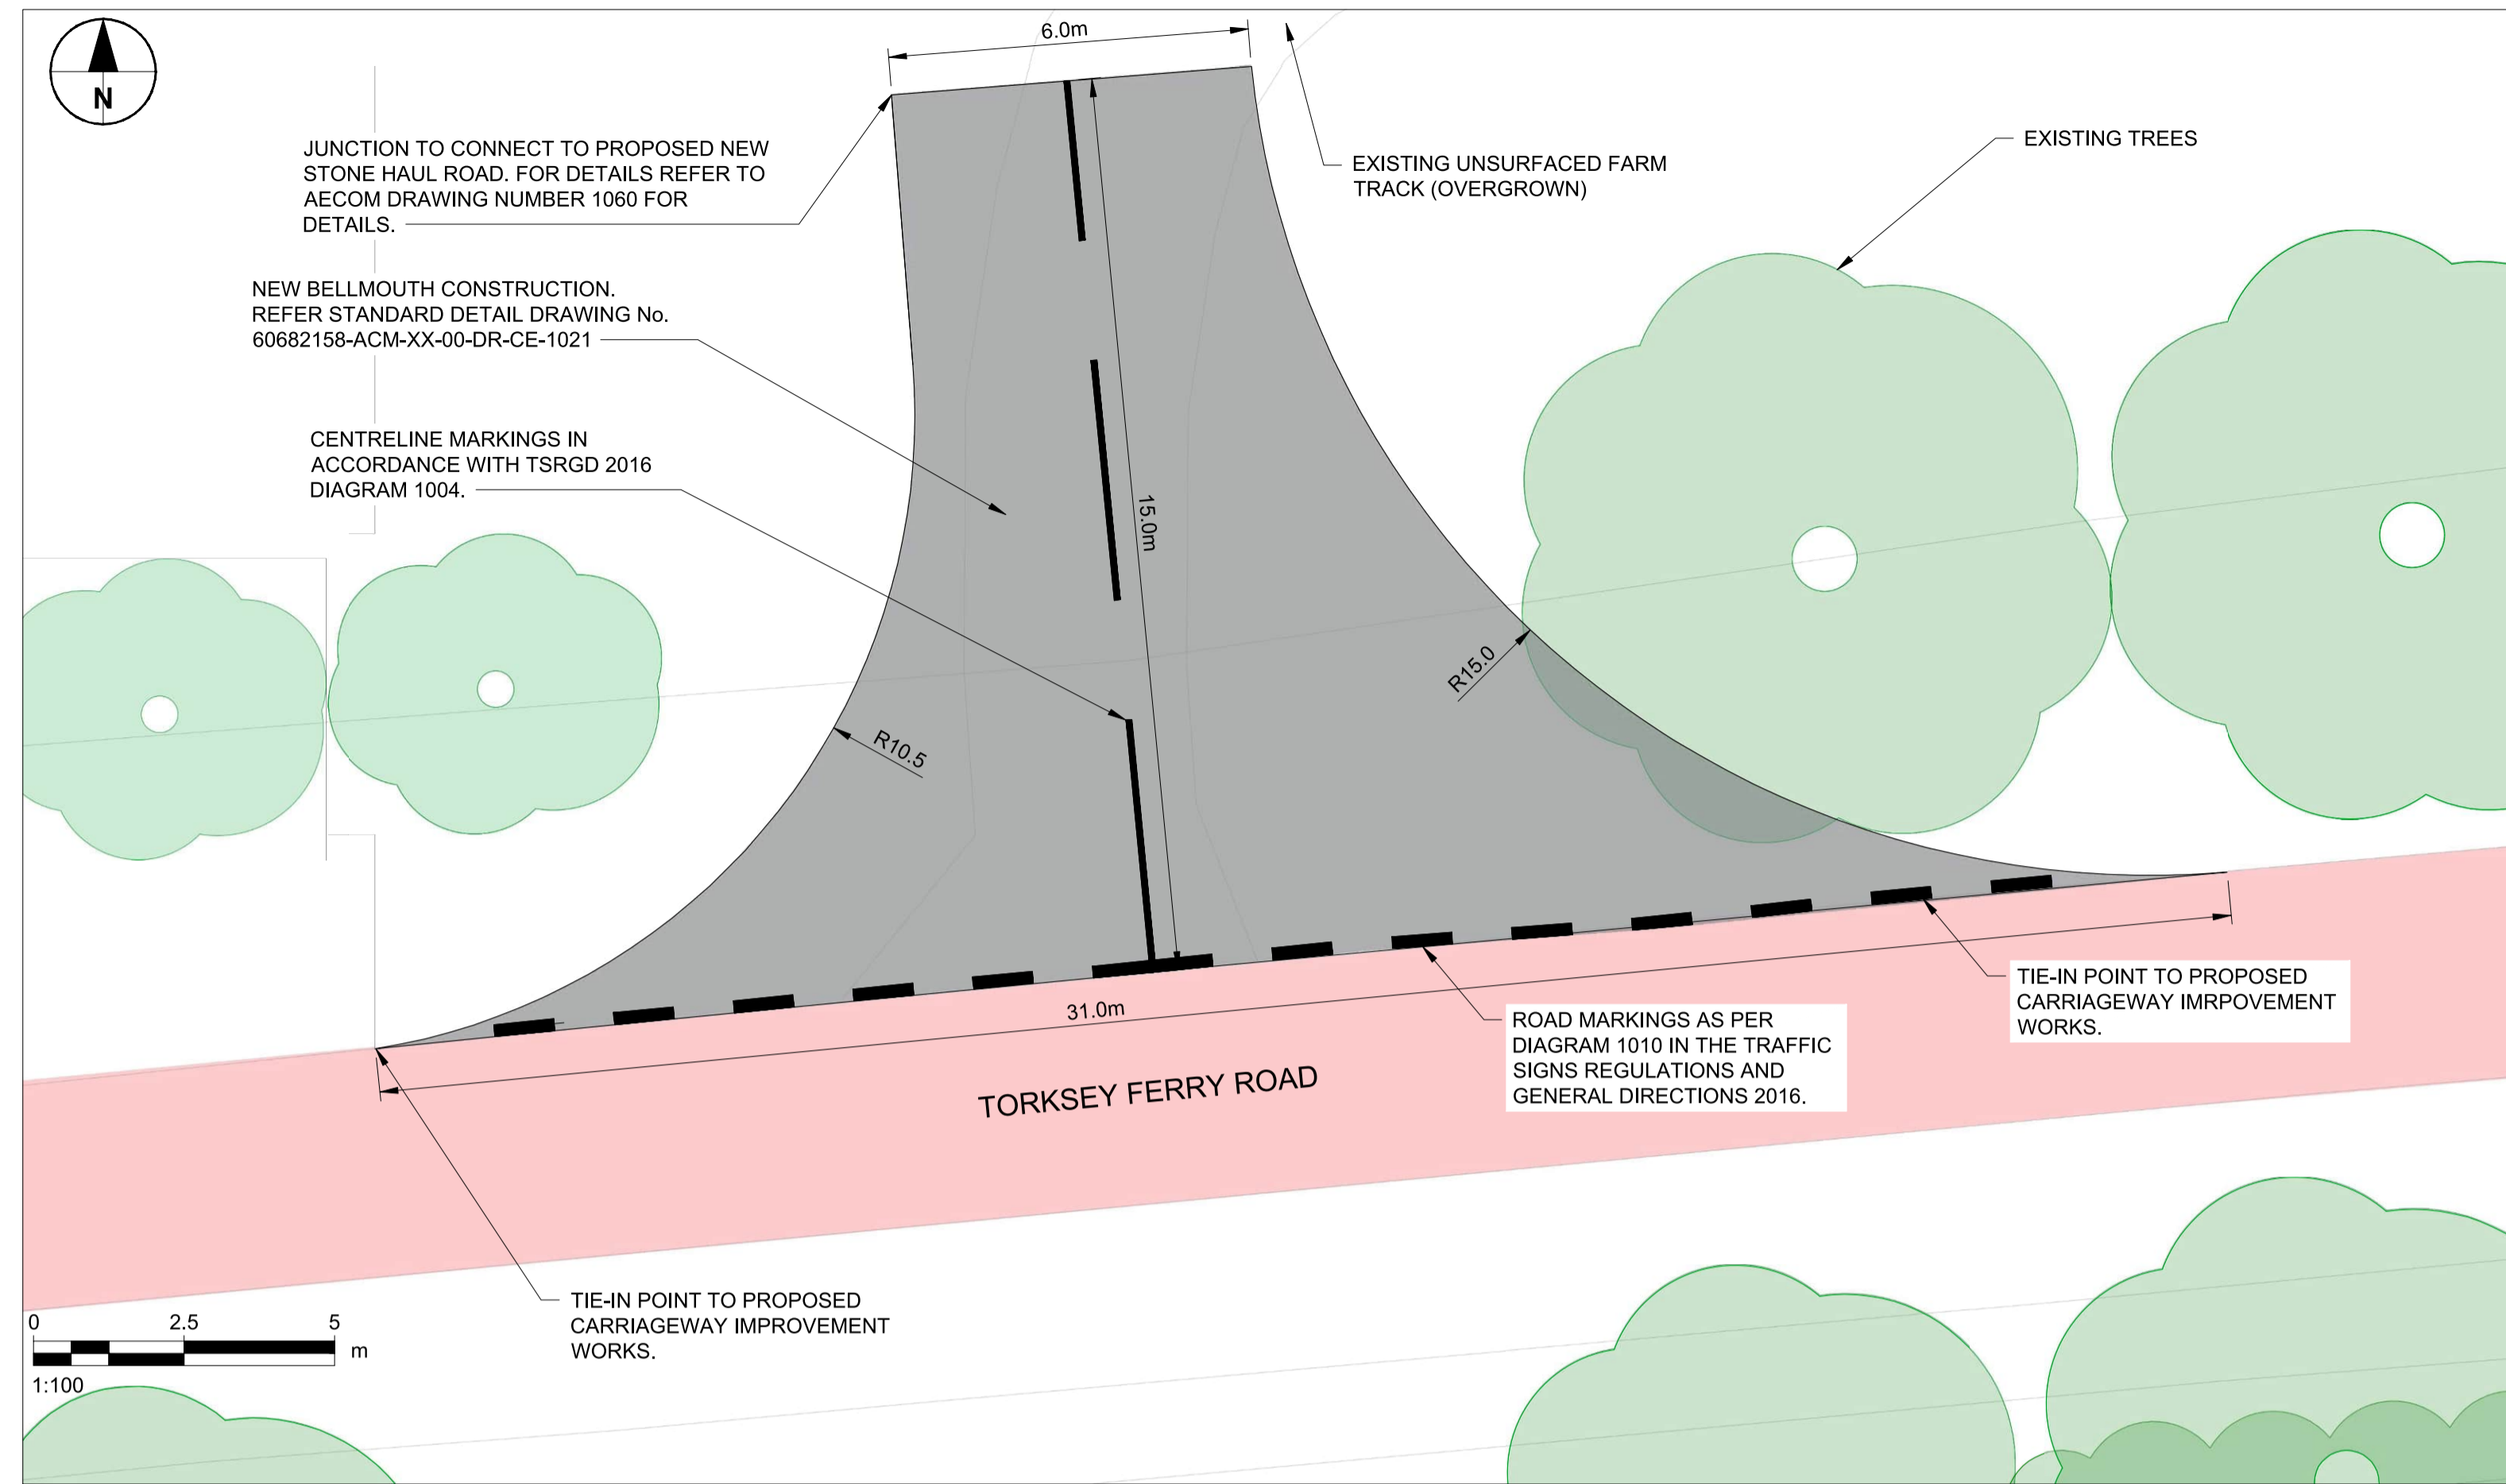 N
6.0m
JUNCTION TO CONNECT TO PROPOSED NEW
STONE HAUL ROAD. FOR DETAILS REFER TO
AECOM DRAWING NUMBER 1060 FOR
DETAILS.
EXISTING UNSURFACED FARM
TRACK (OVERGROWN)
EXISTING TREES
NEW BELLMOUTH CONSTRUCTION.
REFER STANDARD DETAIL DRAWING No.
60682158-ACM-XX-00-DR-CE-1021
CENTRELINE MARKINGS IN
ACCORDANCE WITH TSRGD 2016
DIAGRAM 1004.
15.0m
R15.0
R10.5
31.0m
TORKSEY FERRY ROAD
TIE-IN POINT TO PROPOSED
CARRIAGEWAY IMRPOVEMENT
WORKS.
ROAD MARKINGS AS PER
DIAGRAM 1010 IN THE TRAFFIC
SIGNS REGULATIONS AND
GENERAL DIRECTIONS 2016.
TIE-IN POINT TO PROPOSED
CARRIAGEWAY IMPROVEMENT
WORKS.
0 2.5 5
m
1:100